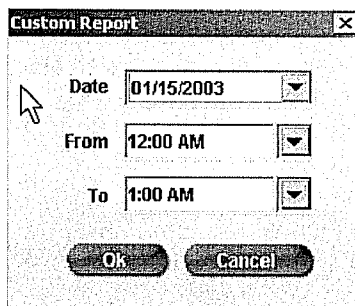 Custom Report
Date 01/15/2003
From 12:00 AM
To 1:00 AM
Ok Cancel